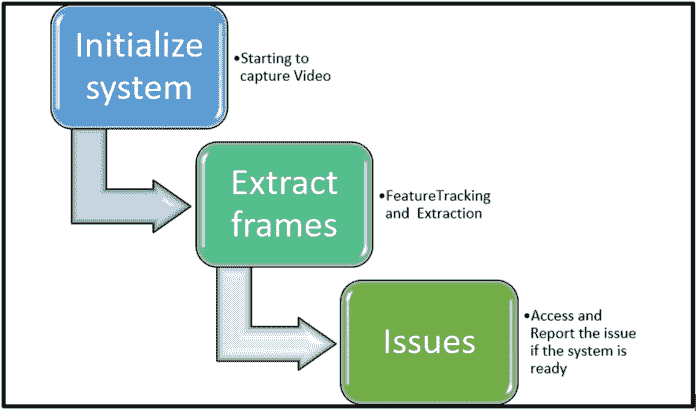 Initialize
system
•Starting to
capture Video
Extract
frames
•FeatureTracking
and Extraction
Issues
•Access and
Report the issue
if the system is
ready